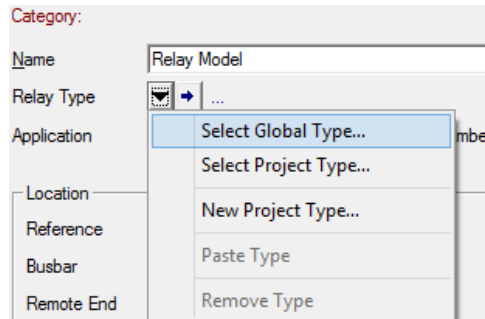 Category:
Name Relay Model
Relay Type ...
Select Global Type...
Application
Select Project Type...
New Project Type...
Location
Reference
Paste Type
Busbar
Remove Type
Remote End